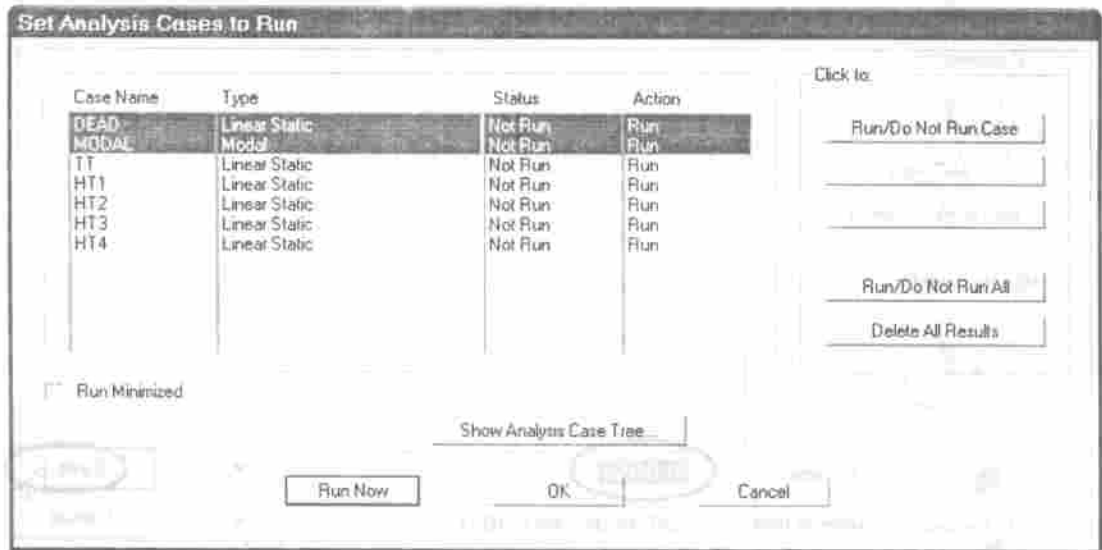 Set Analysis Cases to Run
Click to:
Case Name Type Status Action
DEAD Linear Static Not Run Run
MODAL Modal Not Run Run
TT Linear Static Not Run Run
HT1 Linear Static Not Run Run
HT2 Linear Static Not Run Run
HT3 Linear Static Not Run Run
HT4 Linear Static Not Run Run
Run/Do Not Run Case
Run/Do Not Run All
Delete All Results
Run Minimized
Show Analysis Case Tree...
Run Now OK Cancel